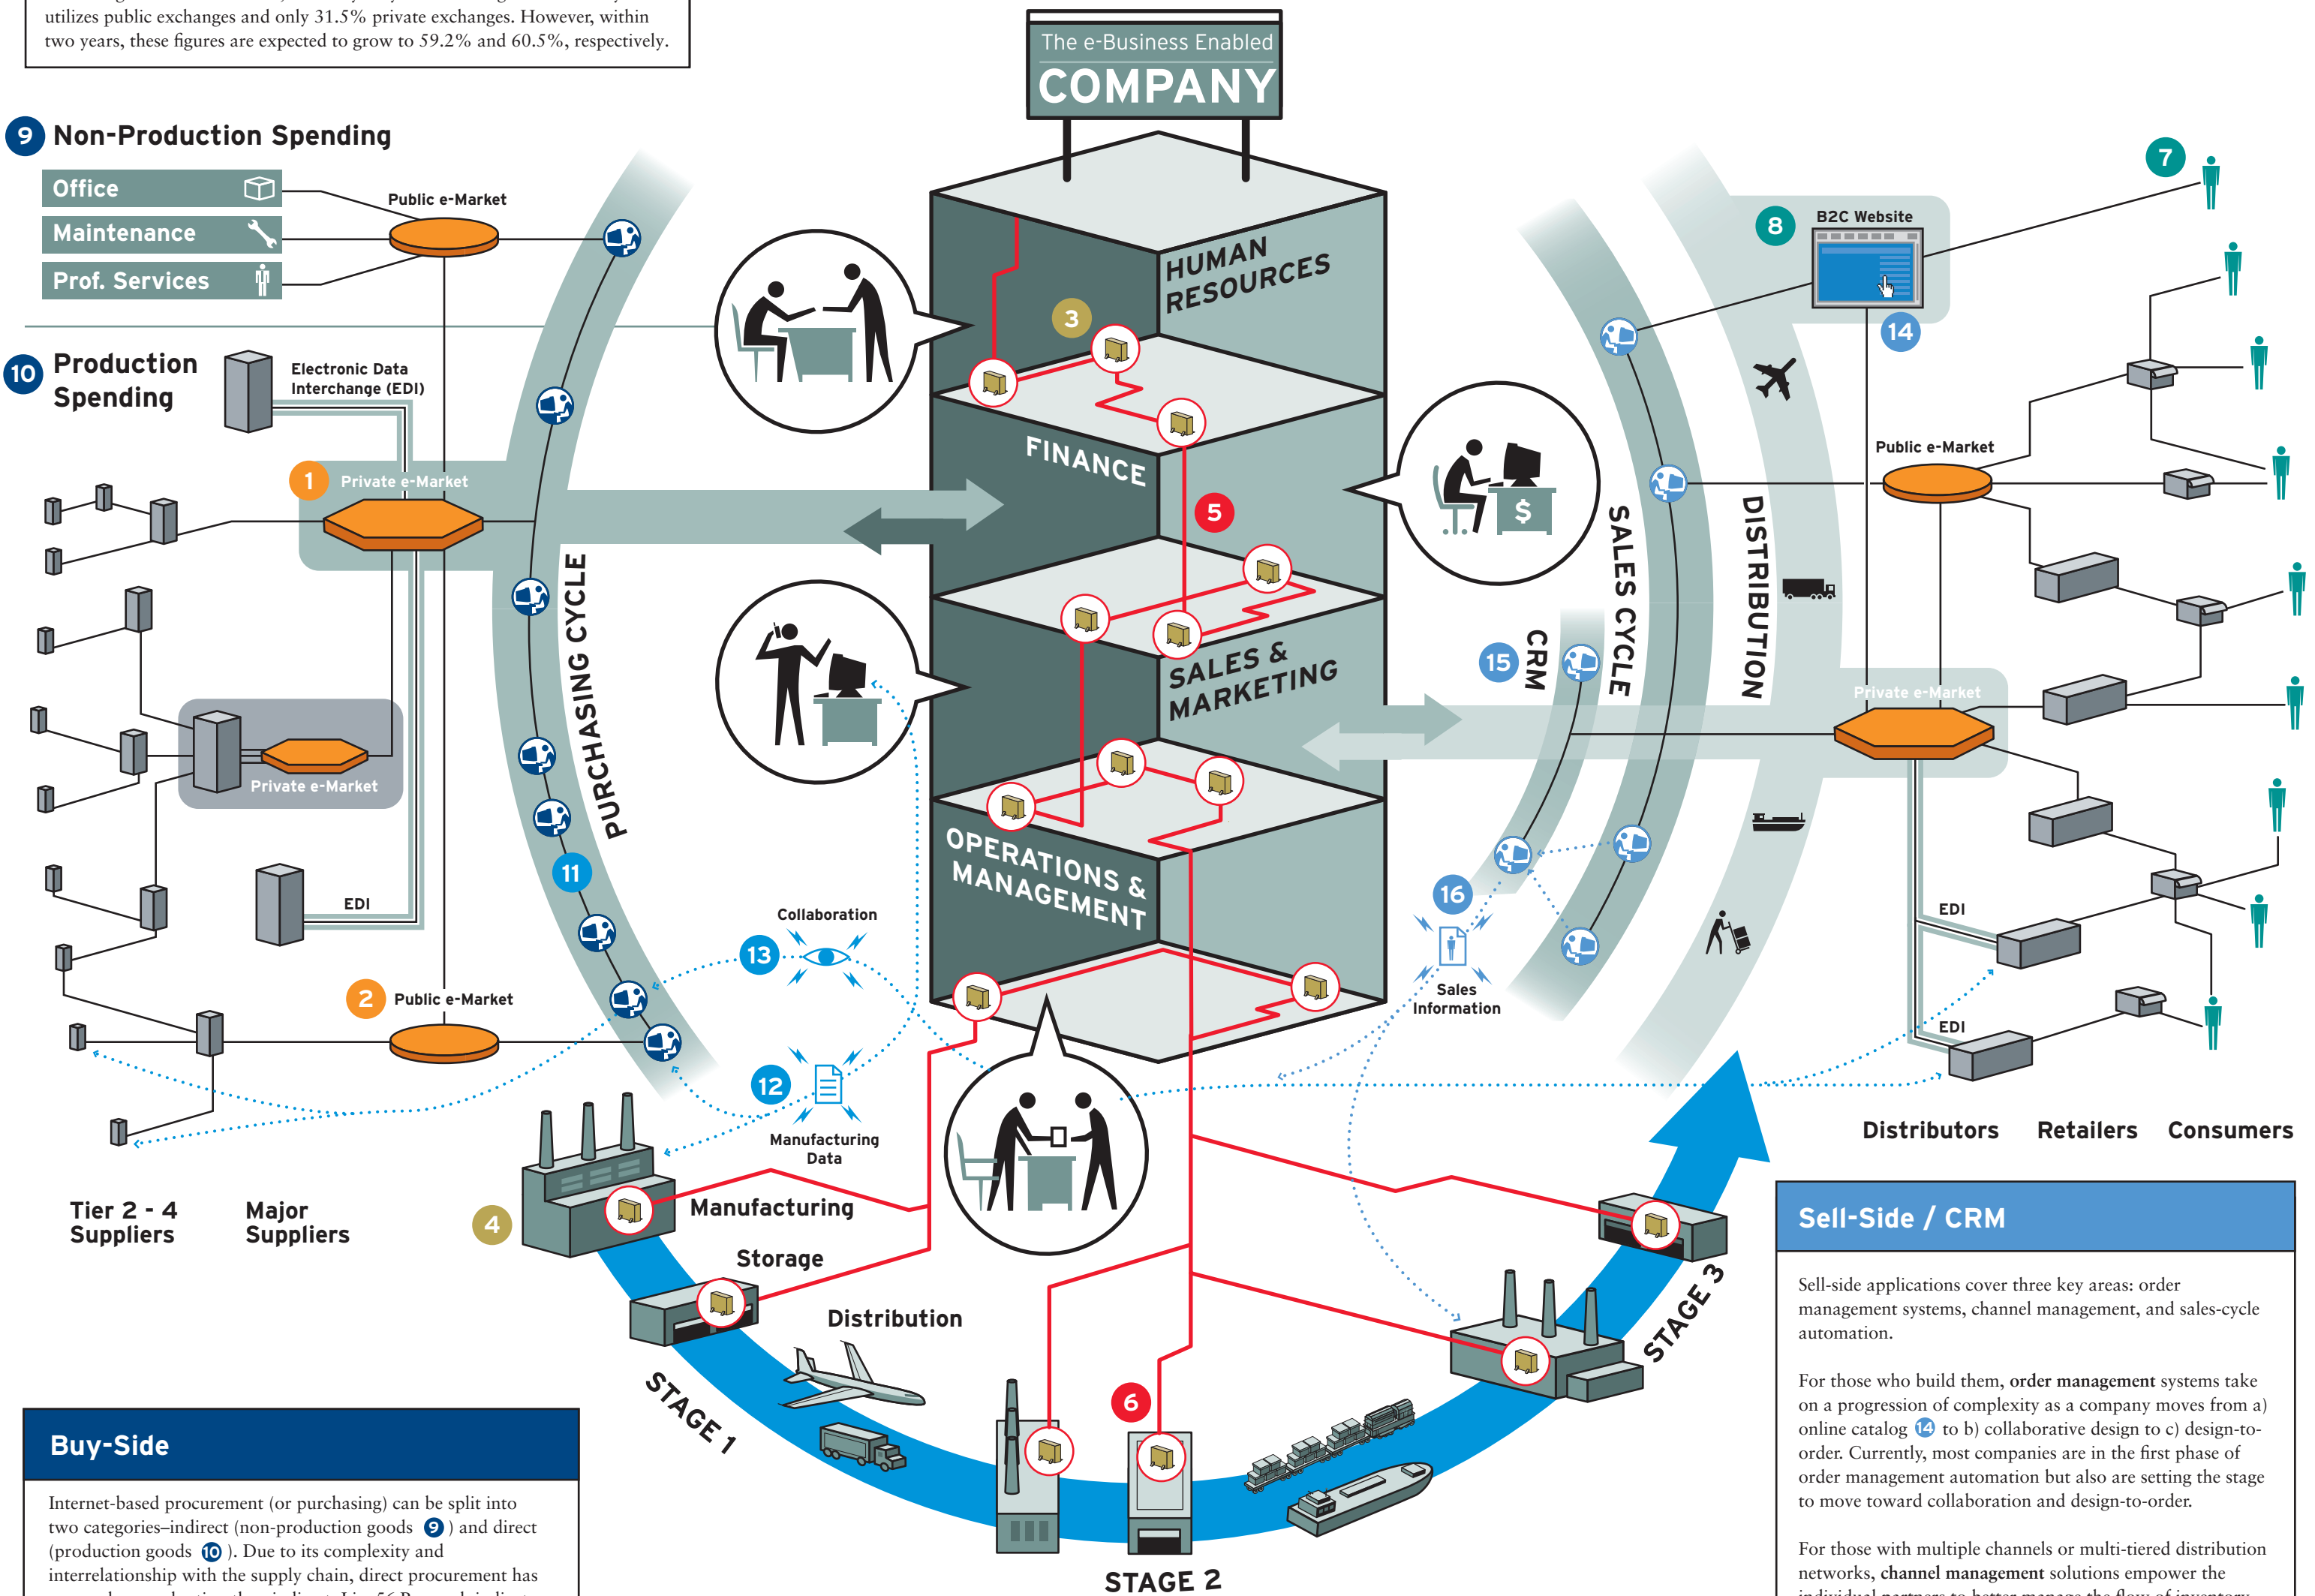 utilizes public exchanges and only 31.5% private exchanges. However, within
two years, these figures are expected to grow to 59.2% and 60.5%, respectively.
The e-Business Enabled
COMPANY
9 Non-Production Spending
Office
Maintenance
Prof. Services
Public e-Market
10 Production
Spending
Electronic Data
Interchange (EDI)
1 Private e-Market
Private e-Market
EDI
2 Public e-Market
Tier 2 - 4
Suppliers
Major
Suppliers
PURCHASING CYCLE
11
13
Collaboration
12
Manufacturing
Data
HUMAN
RESOURCES
3
FINANCE
5
$
SALES &
MARKETING
OPERATIONS &
MANAGEMENT
15 CRM
SALES CYCLE
DISTRIBUTION
16
Sales
Information
7
8 B2C Website
14
Public e-Market
Private e-Market
EDI
EDI
Distributors Retailers Consumers
4
Manufacturing
Storage
Distribution
STAGE 1
6
STAGE 2
STAGE 3
Buy-Side
Internet-based procurement (or purchasing) can be split into
two categories–indirect (non-production goods 9 ) and direct
(production goods 10 ). Due to its complexity and
interrelationship with the supply chain, direct procurement has
Sell-Side / CRM
Sell-side applications cover three key areas: order
management systems, channel management, and sales-cycle
automation.
For those who build them, order management systems take
on a progression of complexity as a company moves from a)
online catalog 14 to b) collaborative design to c) design-to-
order. Currently, most companies are in the first phase of
order management automation but also are setting the stage
to move toward collaboration and design-to-order.
For those with multiple channels or multi-tiered distribution
networks, channel management solutions empower the
individual partners to better manage the flow of inventory